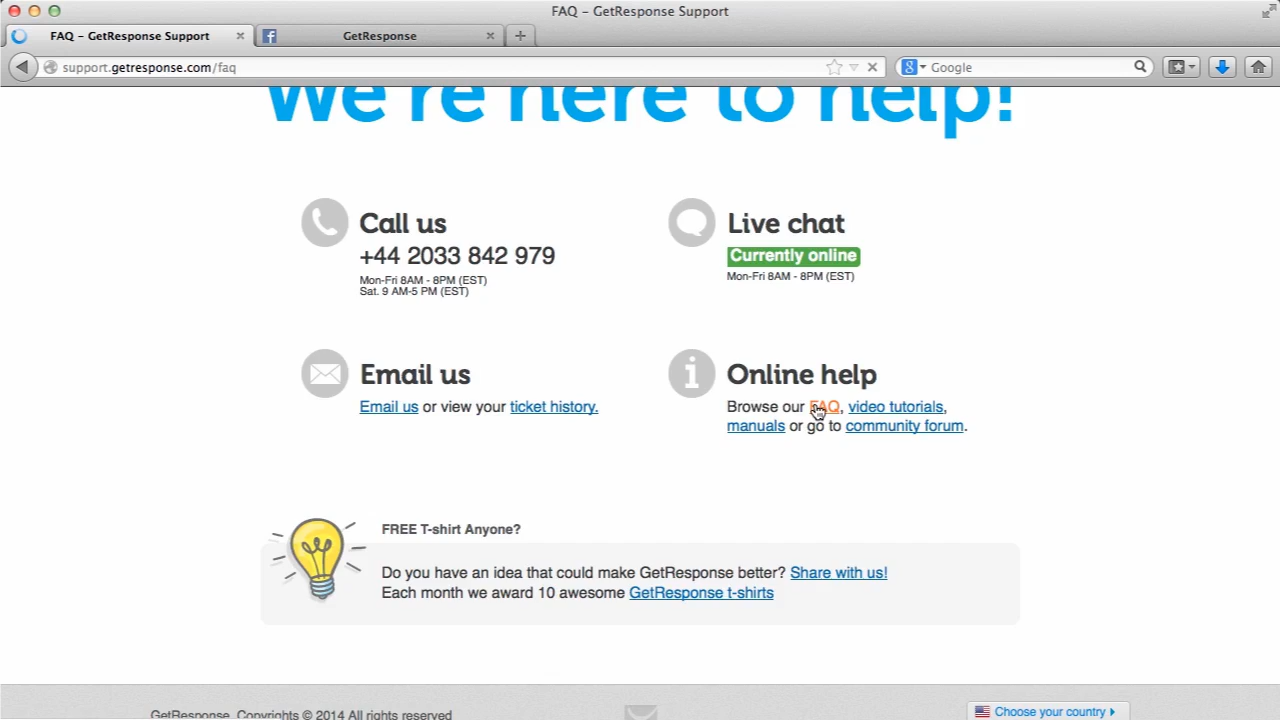 FAQ – GetResponse Support
FAQ – GetResponse Support
GetResponse
support.getresponse.com/faq
Google
We're here to help!
Call us
+44 2033 842 979
Mon-Fri 8AM - 8PM (EST)
Sat. 9 AM-5 PM (EST)
Live chat
Currently online
Mon-Fri 8AM - 8PM (EST)
Email us
Email us or view your ticket history.
Online help
Browse our FAQ, video tutorials,
manuals or go to community forum.
FREE T-shirt Anyone?
Do you have an idea that could make GetResponse better? Share with us!
Each month we award 10 awesome GetResponse t-shirts
GetResponse. Copyrights © 2014 All rights reserved
Choose your country